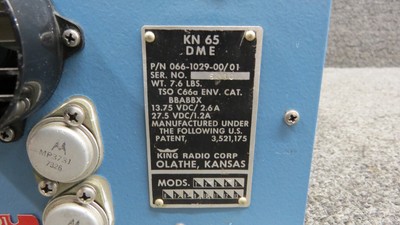 KN 65
DME
P/N 066-1029-00/01
SER. NO.
WT. 7.6 LBS.
TSO C66a ENV. CAT.
BBABBX
13.75 VDC/2.6A
27.5 VDC/1.2A
MANUFACTURED UNDER
THE FOLLOWING U.S.
PATENT, 3,521,175
KING RADIO CORP
OLATHE, KANSAS
MODS.
7226